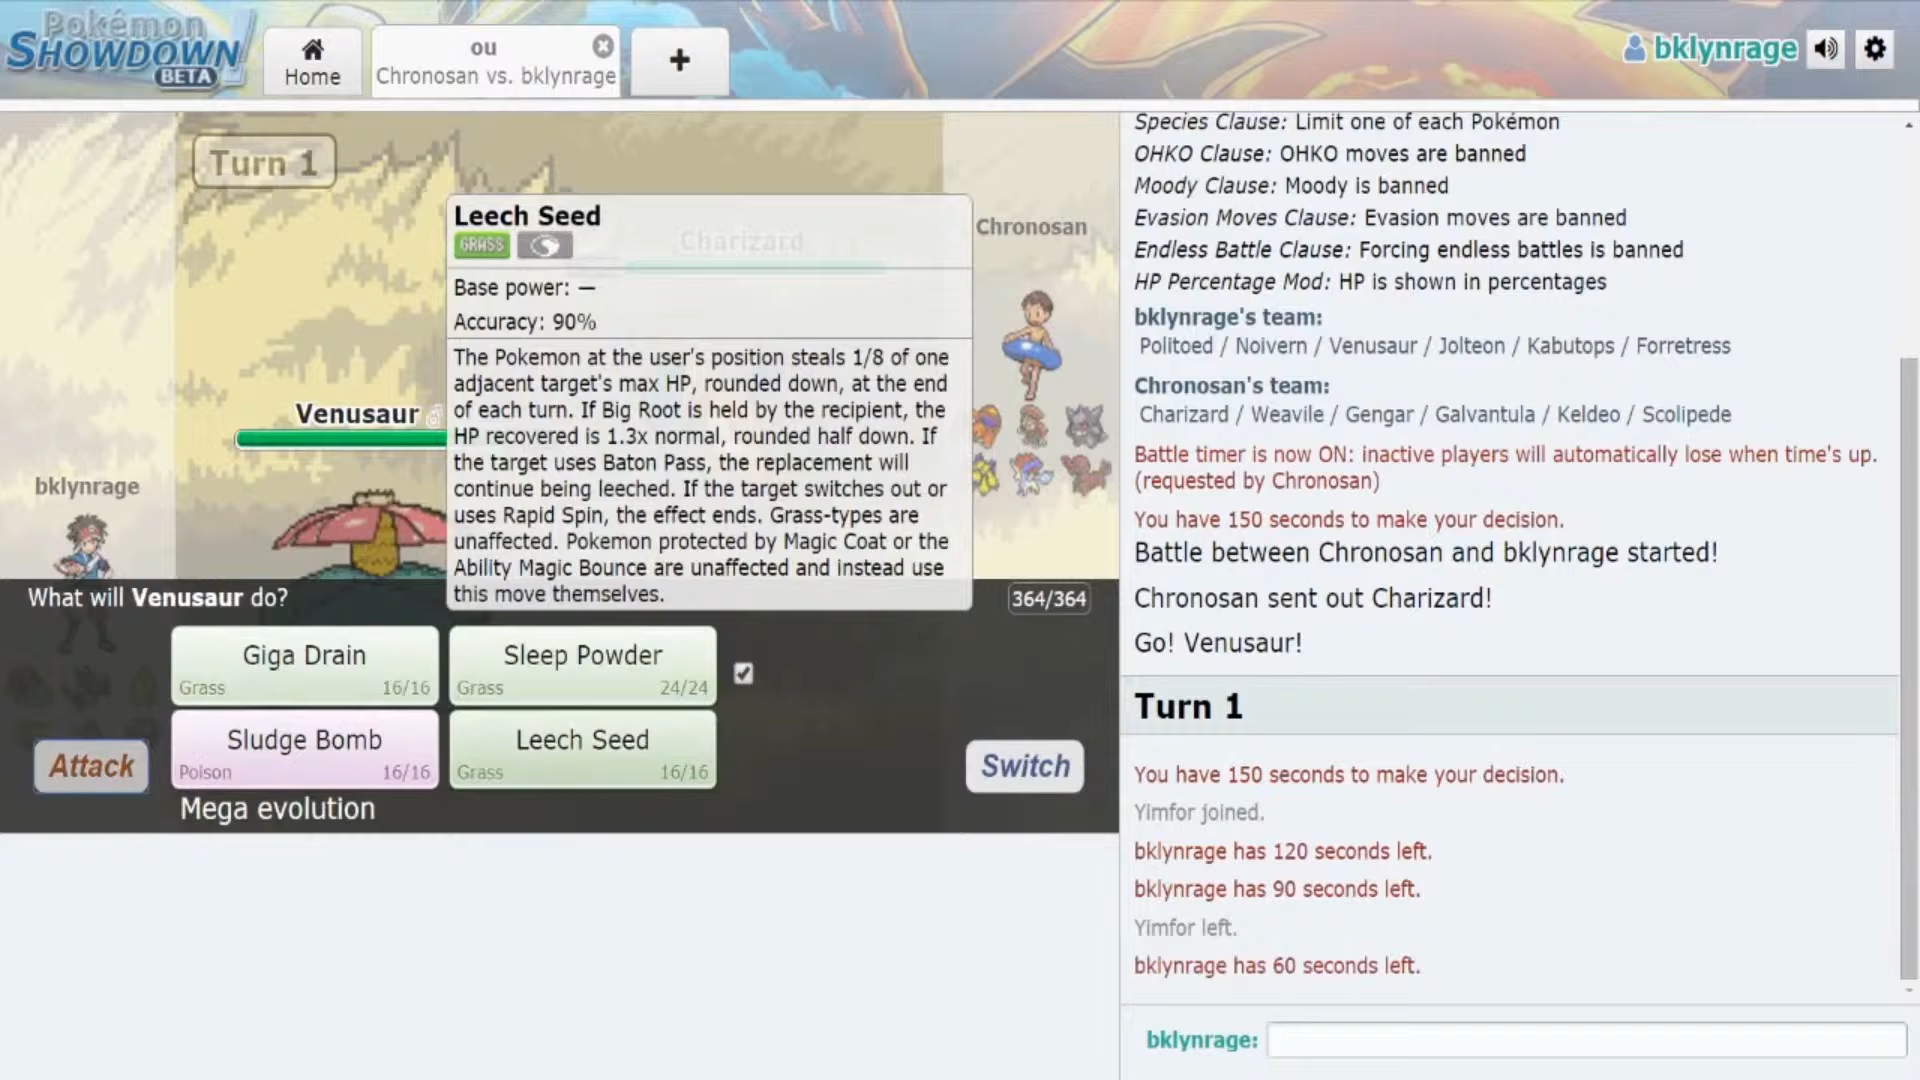 Pokémon
SHOWDOWN!
BETA
Home
ou
Chronosan vs. bklynrage
+
bklynrage
Turn 1
Leech Seed
GRASS
Charizard
Base power: —
Accuracy: 90%
The Pokemon at the user's position steals 1/8 of one
adjacent target's max HP, rounded down, at the end
of each turn. If Big Root is held by the recipient, the
HP recovered is 1.3x normal, rounded half down. If
the target uses Baton Pass, the replacement will
continue being leeched. If the target switches out or
uses Rapid Spin, the effect ends. Grass-types are
unaffected. Pokemon protected by Magic Coat or the
Ability Magic Bounce are unaffected and instead use
this move themselves.
Chronosan
Venusaur
bklynrage
What will Venusaur do?
364/364
Giga Drain
Grass 16/16
Sleep Powder
Grass 24/24
Sludge Bomb
Poison 16/16
Leech Seed
Grass 16/16
Attack
Switch
Mega evolution
Species Clause: Limit one of each Pokémon
OHKO Clause: OHKO moves are banned
Moody Clause: Moody is banned
Evasion Moves Clause: Evasion moves are banned
Endless Battle Clause: Forcing endless battles is banned
HP Percentage Mod: HP is shown in percentages
bklynrage's team:
Politoed / Noivern / Venusaur / Jolteon / Kabutops / Forretress
Chronosan's team:
Charizard / Weavile / Gengar / Galvantula / Keldeo / Scolipede
Battle timer is now ON: inactive players will automatically lose when time's up.
(requested by Chronosan)
You have 150 seconds to make your decision.
Battle between Chronosan and bklynrage started!
Chronosan sent out Charizard!
Go! Venusaur!
Turn 1
You have 150 seconds to make your decision.
Yimfor joined.
bklynrage has 120 seconds left.
bklynrage has 90 seconds left.
Yimfor left.
bklynrage has 60 seconds left.
bklynrage: